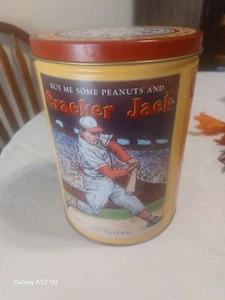 BUY ME SOME PEANUTS AND
Cracker Jack
Galaxy A52 5G